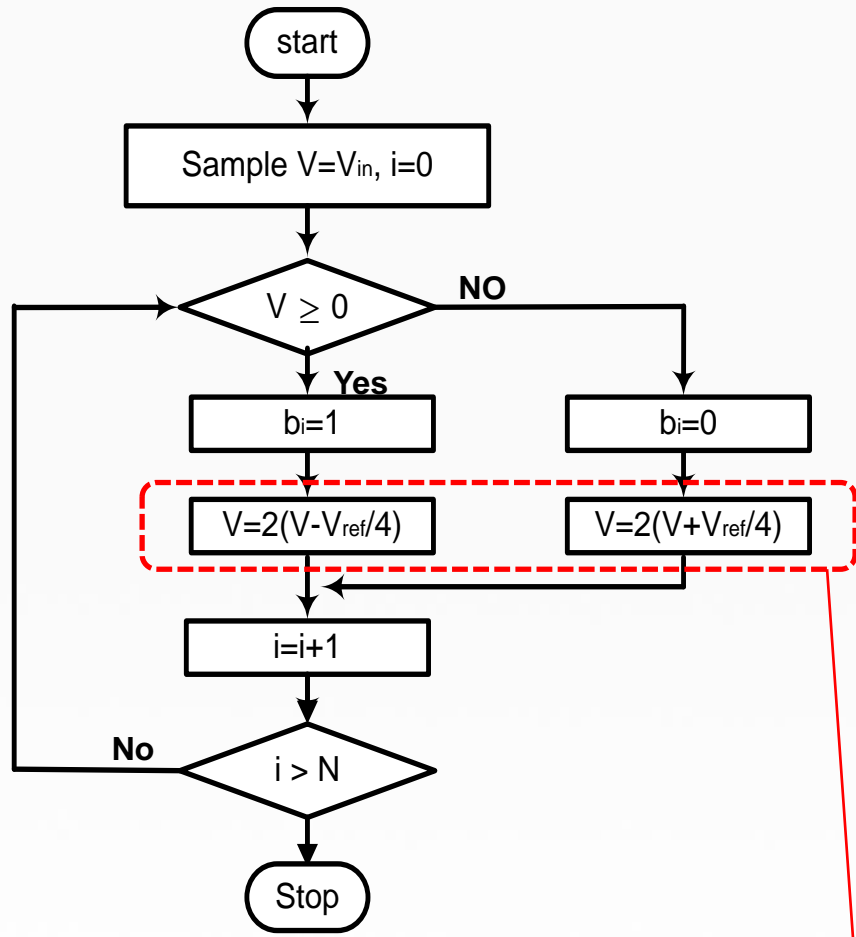 start
Sample V=Vin, i=0
V ≥ 0
NO
Yes
bi=1
bi=0
V=2(V-Vref/4)
V=2(V+Vref/4)
i=i+1
No
i > N
Stop